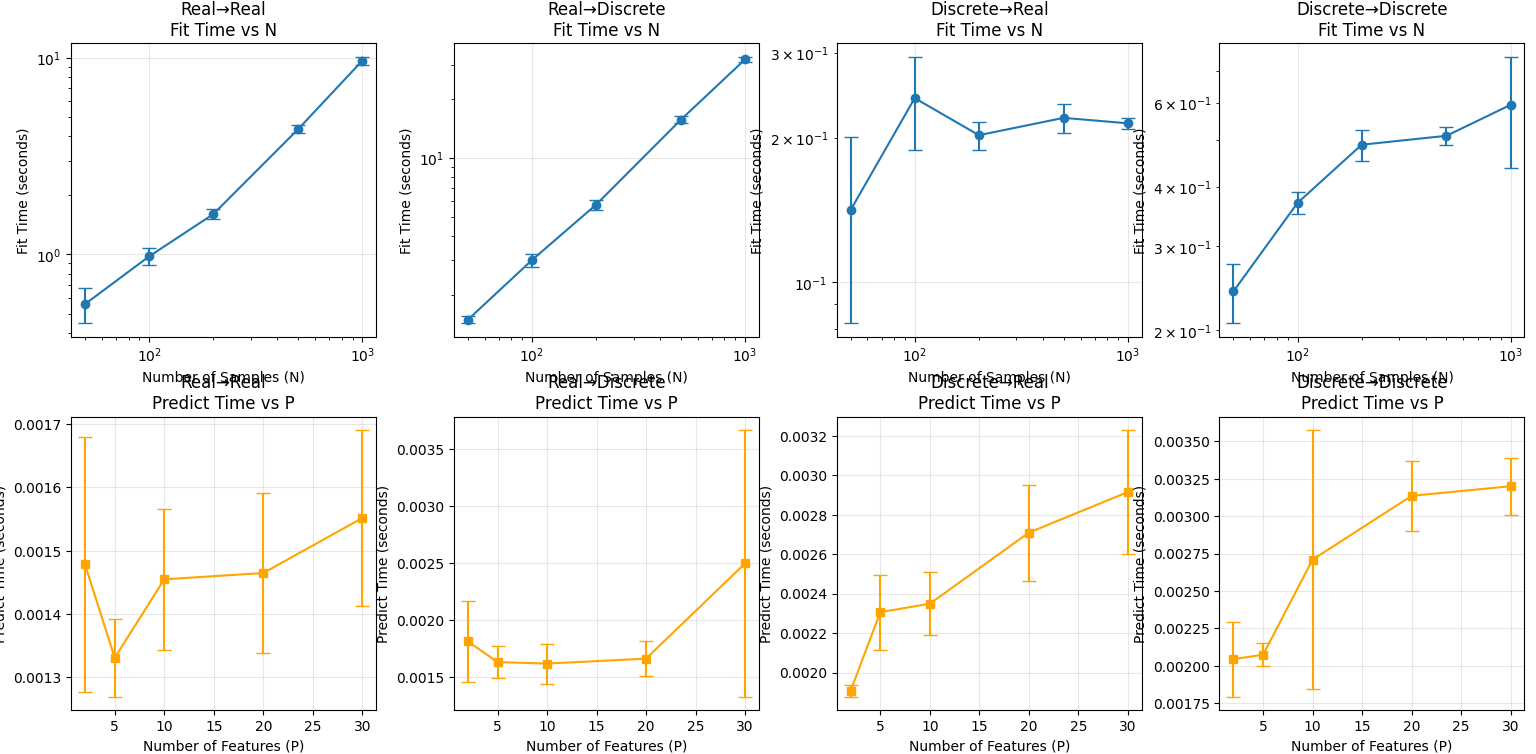 Real→Real
Fit Time vs N
Fit Time (seconds)
10¹
10⁰
10²
10³
Number of Samples (N)
Real→Discrete
Fit Time vs N
Fit Time (seconds)
10¹
10²
10³
Number of Samples (N)
Discrete→Real
Fit Time vs N
Fit Time (seconds)
3 × 10⁻¹
2 × 10⁻¹
10⁻¹
10²
10³
Number of Samples (N)
Discrete→Discrete
Fit Time vs N
Fit Time (seconds)
6 × 10⁻¹
4 × 10⁻¹
3 × 10⁻¹
2 × 10⁻¹
10²
10³
Number of Samples (N)
Real→Real
Predict Time vs P
Predict Time (seconds)
0.0017
0.0016
0.0015
0.0014
0.0013
5 10 15 20 25 30
Number of Features (P)
Real→Discrete
Predict Time vs P
Predict Time (seconds)
0.0035
0.0030
0.0025
0.0020
0.0015
5 10 15 20 25 30
Number of Features (P)
Discrete→Real
Predict Time vs P
Predict Time (seconds)
0.0032
0.0030
0.0028
0.0026
0.0024
0.0022
0.0020
5 10 15 20 25 30
Number of Features (P)
Discrete→Discrete
Predict Time vs P
Predict Time (seconds)
0.00350
0.00325
0.00300
0.00275
0.00250
0.00225
0.00200
0.00175
5 10 15 20 25 30
Number of Features (P)